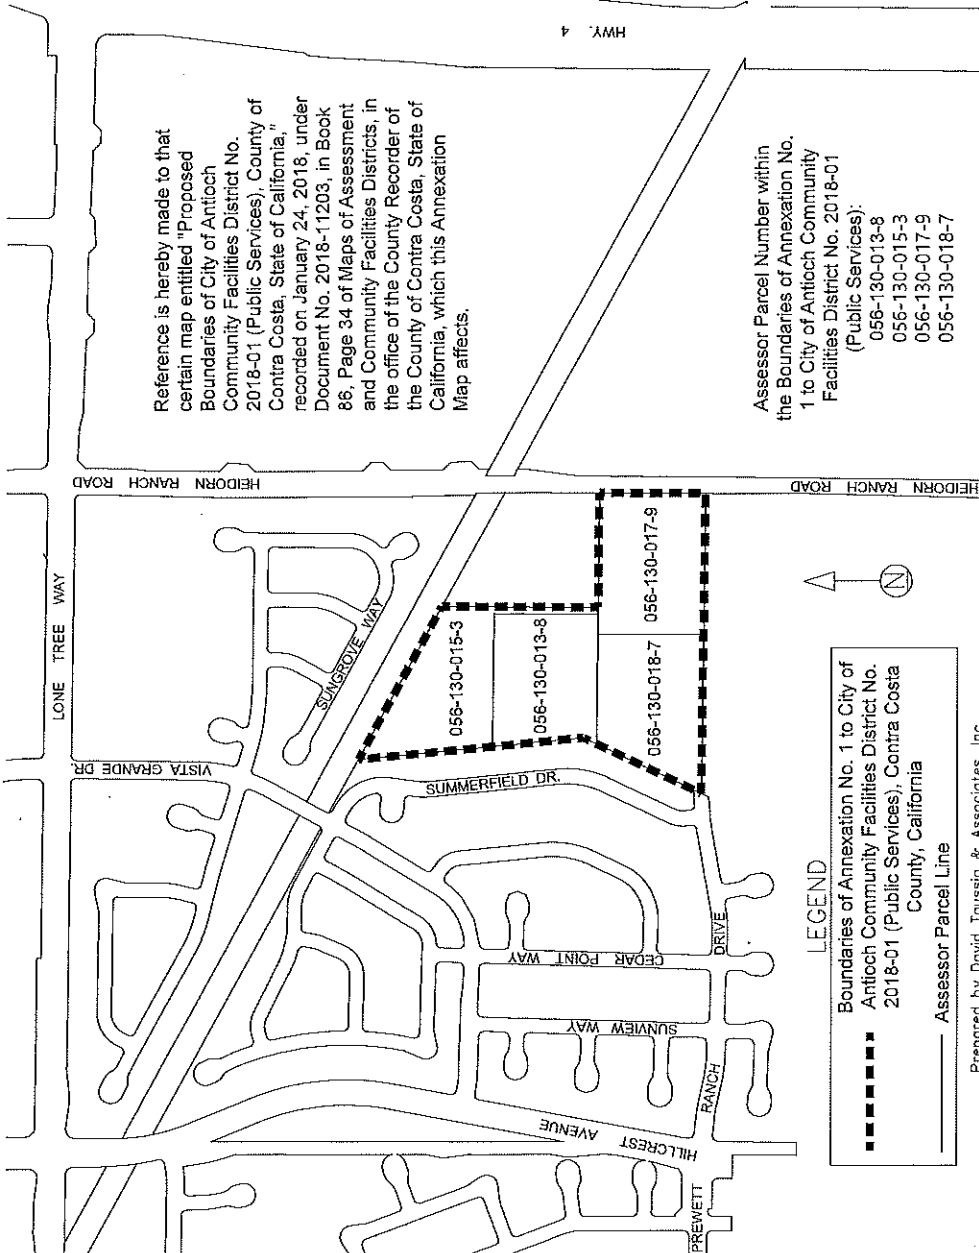 HWY. 4
Reference is hereby made to that
certain map entitled "Proposed
Boundaries of City of Antioch
Community Facilities District No.
2018-01 (Public Services), County of
Contra Costa, State of California,"
recorded on January 24, 2018, under
Document No. 2018-11203, in Book
86, Page 34 of Maps of Assessment
and Community Facilities Districts, in
the office of the County Recorder of
the County of Contra Costa, State of
California, which this Annexation
Map affects.
Assessor Parcel Number within
the Boundaries of Annexation No.
1 to City of Antioch Community
Facilities District No. 2018-01
(Public Services):
056-130-013-8
056-130-015-3
056-130-017-9
056-130-018-7
HEIDORN RANCH ROAD
HEIDORN RANCH ROAD
LONE TREE WAY
SUNGROVE WAY
VISTA GRANDE DR.
SUMMERFIELD DR.
056-130-015-3
056-130-013-8
056-130-018-7
056-130-017-9
N
CEDAR POINT WAY
SUNVIEW WAY
HILLCREST AVENUE
PREWETT
RANCH
DRIVE
LEGEND
Boundaries of Annexation No. 1 to City of
Antioch Community Facilities District No.
2018-01 (Public Services), Contra Costa
County, California
Assessor Parcel Line
Prepared by David Taussig & Associates, Inc.